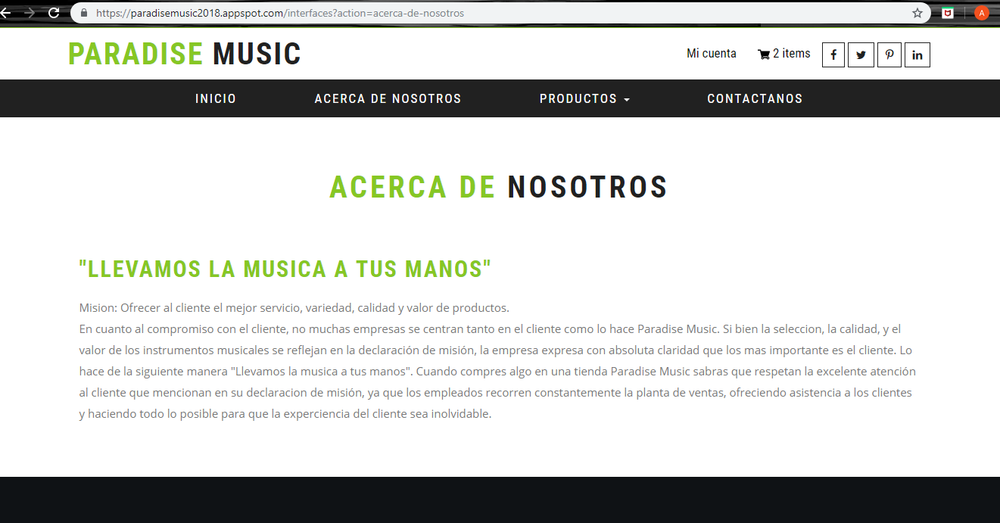 https://paradisemusic2018.appspot.com/interfaces?action=acerca-de-nosotros
A
PARADISE MUSIC
Mi cuenta 2 items
INICIO ACERCA DE NOSOTROS PRODUCTOS CONTACTANOS
ACERCA DE NOSOTROS
"LLEVAMOS LA MUSICA A TUS MANOS"
Mision: Ofrecer al cliente el mejor servicio, variedad, calidad y valor de productos.
En cuanto al compromiso con el cliente, no muchas empresas se centran tanto en el cliente como lo hace Paradise Music. Si bien la seleccion, la calidad, y el
valor de los instrumentos musicales se reflejan en la declaración de misión, la empresa expresa con absoluta claridad que los mas importante es el cliente. Lo
hace de la siguiente manera "Llevamos la musica a tus manos". Cuando compres algo en una tienda Paradise Music sabras que respetan la excelente atención
al cliente que mencionan en su declaracion de misión, ya que los empleados recorren constantemente la planta de ventas, ofreciendo asistencia a los clientes
y haciendo todo lo posible para que la experciencia del cliente sea inolvidable.